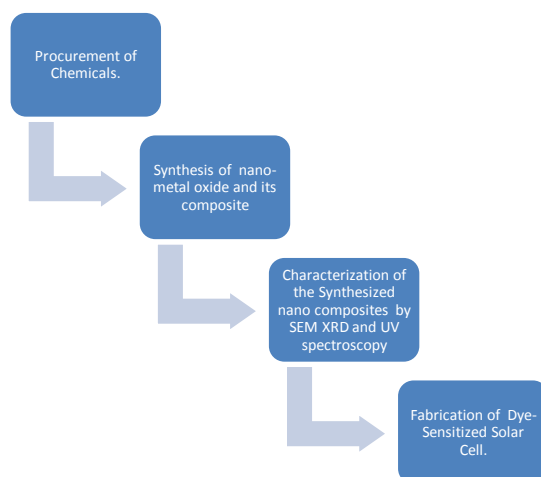 Procurement of
Chemicals.
Synthesis of nano-
metal oxide and its
composite
Characterization of
the Synthesized
nano composites by
SEM XRD and UV
spectroscopy
Fabrication of Dye-
Sensitized Solar
Cell.